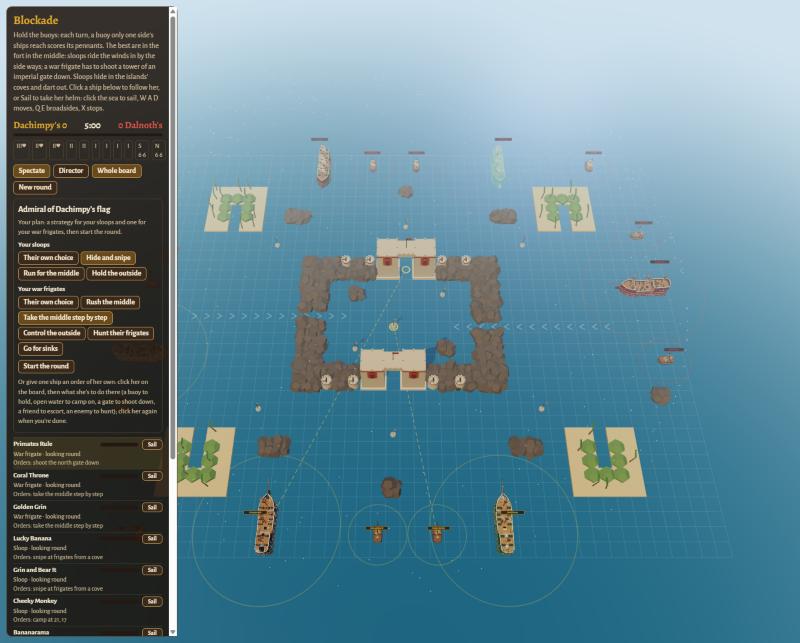 Blockade
Hold the buoys: each turn, a buoy only one side's
ships reach scores its pennants. The best are in the
fort in the middle: sloops ride the winds in by the
side ways; a war frigate has to shoot a tower of an
imperial gate down. Sloops hide in the islands'
coves and dart out. Click a ship below to follow her,
or Sail to take her helm: click the sea to sail, W A D
moves, Q E broadsides, X stops.
Dachimpy's 0 5:00 0 Dalnoth's
III♥ II♥ II♥ II II I I I I S 6 6 N 6 6
Spectate Director Whole board
New round
Admiral of Dachimpy's flag
Your plan: a strategy for your sloops and one for
your war frigates, then start the round.
Your sloops
Their own choice Hide and snipe
Run for the middle Hold the outside
Your war frigates
Their own choice Rush the middle
Take the middle step by step
Control the outside Hunt their frigates
Go for sinks
Start the round
Or give one ship an order of her own: click her on
the board, then what she's to do there (a buoy to
hold, open water to camp on, a gate to shoot down,
a friend to escort, an enemy to hunt); click her again
when you're done.
Primates Rule Sail
War frigate · looking round
Orders: shoot the north gate down
Coral Throne Sail
War frigate · looking round
Orders: take the middle step by step
Golden Grin Sail
War frigate · looking round
Orders: take the middle step by step
Lucky Banana Sail
Sloop · looking round
Orders: snipe at frigates from a cove
Grin and Bear It Sail
Sloop · looking round
Orders: snipe at frigates from a cove
Cheeky Monkey Sail
Sloop · looking round
Orders: camp at 21, 17
Bananarama Sail